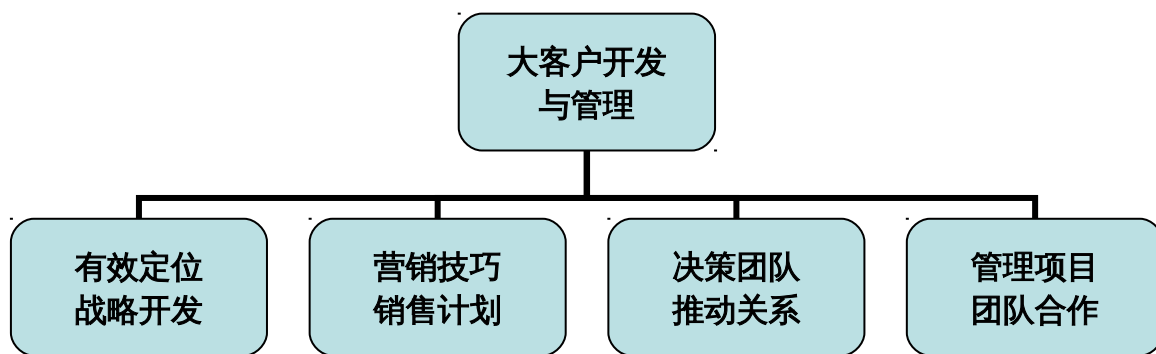 大客户开发
与管理
有效定位
战略开发
营销技巧
销售计划
决策团队
推动关系
管理项目
团队合作